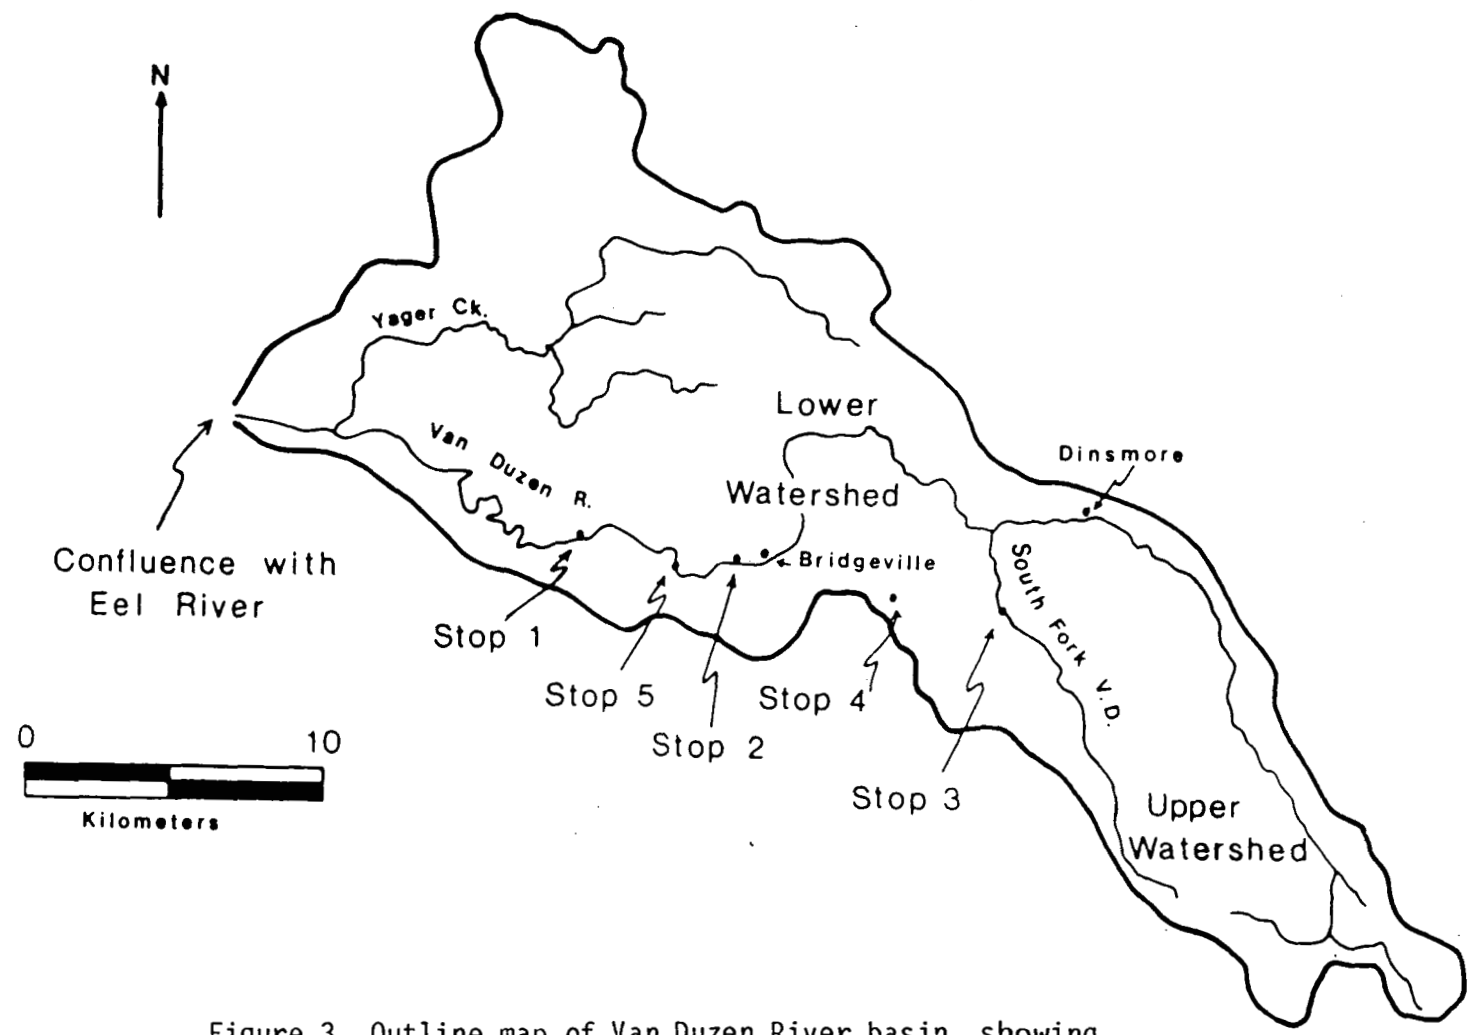 N
Yager Ck.
Lower
Van Duzen R.
Dinsmore
Watershed
Confluence with
Eel River
Bridgeville
South Fork V.D.
Stop 1
Stop 5
Stop 4
Stop 2
0 10
Kilometers
Stop 3
Upper
Watershed
Figure 3. Outline map of Van Duzen River basin, showing